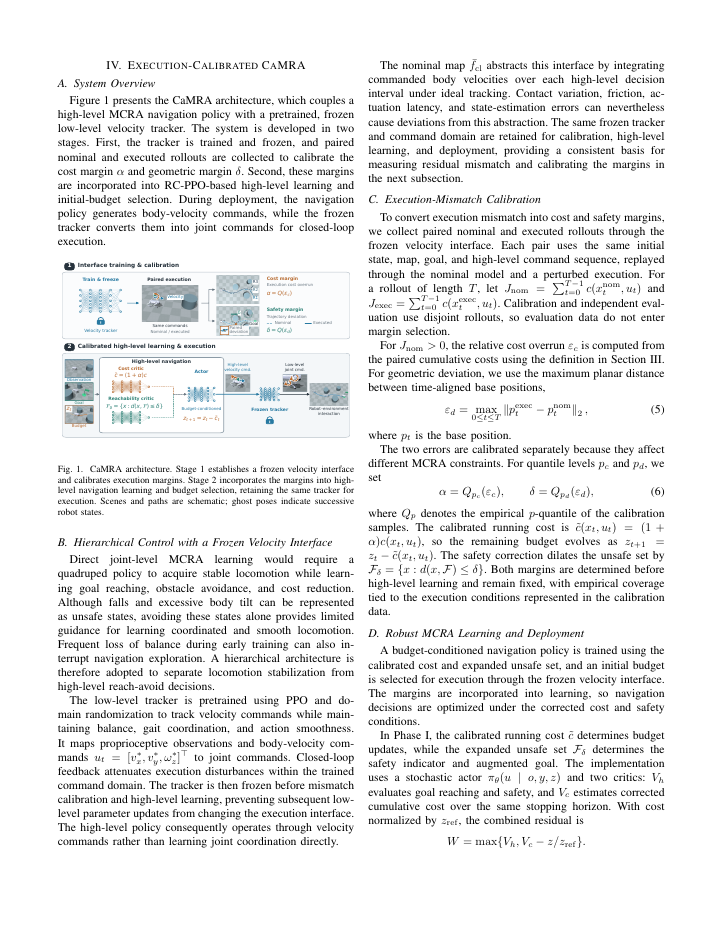 IV. EXECUTION-CALIBRATED CAMRA
A. System Overview
Figure 1 presents the CaMRA architecture, which couples a
high-level MCRA navigation policy with a pretrained, frozen
low-level velocity tracker. The system is developed in two
stages. First, the tracker is trained and frozen, and paired
nominal and executed rollouts are collected to calibrate the
cost margin α and geometric margin δ. Second, these margins
are incorporated into RC-PPO-based high-level learning and
initial-budget selection. During deployment, the navigation
policy generates body-velocity commands, while the frozen
tracker converts them into joint commands for closed-loop
execution.
1 Interface training & calibration
Train & freeze
Velocity tracker
Paired execution
Same commands
Nominal / executed
Cost margin
Execution cost overrun
α = Q(ε_c)
Safety margin
Trajectory deviation
Nominal Executed
δ = Q(ε_d)
2 Calibrated high-level learning & execution
Observation
Goal
Budget
High-level navigation
Cost critic
c̃ = (1 + α)c
Reachability critic
F_δ = {x : d(x, F) ≤ δ}
Actor
Budget-conditioned
z_{t+1} = z_t − c̃_t
High-level
velocity cmd.
Frozen tracker
Low-level
joint cmd.
Robot-environment
interaction
Fig. 1. CaMRA architecture. Stage 1 establishes a frozen velocity interface
and calibrates execution margins. Stage 2 incorporates the margins into high-
level navigation learning and budget selection, retaining the same tracker for
execution. Scenes and paths are schematic; ghost poses indicate successive
robot states.
B. Hierarchical Control with a Frozen Velocity Interface
Direct joint-level MCRA learning would require a
quadruped policy to acquire stable locomotion while learn-
ing goal reaching, obstacle avoidance, and cost reduction.
Although falls and excessive body tilt can be represented
as unsafe states, avoiding these states alone provides limited
guidance for learning coordinated and smooth locomotion.
Frequent loss of balance during early training can also in-
terrupt navigation exploration. A hierarchical architecture is
therefore adopted to separate locomotion stabilization from
high-level reach-avoid decisions.
The low-level tracker is pretrained using PPO and do-
main randomization to track velocity commands while main-
taining balance, gait coordination, and action smoothness.
It maps proprioceptive observations and body-velocity com-
mands u_t = [v_x^*, v_y^*, ω_z^*]^⊤ to joint commands. Closed-loop
feedback attenuates execution disturbances within the trained
command domain. The tracker is then frozen before mismatch
calibration and high-level learning, preventing subsequent low-
level parameter updates from changing the execution interface.
The high-level policy consequently operates through velocity
commands rather than learning joint coordination directly.
The nominal map f̄_cl abstracts this interface by integrating
commanded body velocities over each high-level decision
interval under ideal tracking. Contact variation, friction, ac-
tuation latency, and state-estimation errors can nevertheless
cause deviations from this abstraction. The same frozen tracker
and command domain are retained for calibration, high-level
learning, and deployment, providing a consistent basis for
measuring residual mismatch and calibrating the margins in
the next subsection.
C. Execution-Mismatch Calibration
To convert execution mismatch into cost and safety margins,
we collect paired nominal and executed rollouts through the
frozen velocity interface. Each pair uses the same initial
state, map, goal, and high-level command sequence, replayed
through the nominal model and a perturbed execution. For
a rollout of length T, let J_nom = ∑_{t=0}^{T−1} c(x_t^nom, u_t) and
J_exec = ∑_{t=0}^{T−1} c(x_t^exec, u_t). Calibration and independent eval-
uation use disjoint rollouts, so evaluation data do not enter
margin selection.
For J_nom > 0, the relative cost overrun ε_c is computed from
the paired cumulative costs using the definition in Section III.
For geometric deviation, we use the maximum planar distance
between time-aligned base positions,
ε_d = max_{0≤t≤T} ∥p_t^exec − p_t^nom∥_2 , (5)
where p_t is the base position.
The two errors are calibrated separately because they affect
different MCRA constraints. For quantile levels p_c and p_d, we
set
α = Q_{p_c}(ε_c), δ = Q_{p_d}(ε_d), (6)
where Q_p denotes the empirical p-quantile of the calibration
samples. The calibrated running cost is c̃(x_t, u_t) = (1 +
α)c(x_t, u_t), so the remaining budget evolves as z_{t+1} =
z_t − c̃(x_t, u_t). The safety correction dilates the unsafe set by
F_δ = {x : d(x, F) ≤ δ}. Both margins are determined before
high-level learning and remain fixed, with empirical coverage
tied to the execution conditions represented in the calibration
data.
D. Robust MCRA Learning and Deployment
A budget-conditioned navigation policy is trained using the
calibrated cost and expanded unsafe set, and an initial budget
is selected for execution through the frozen velocity interface.
The margins are incorporated into learning, so navigation
decisions are optimized under the corrected cost and safety
conditions.
In Phase I, the calibrated running cost c̃ determines budget
updates, while the expanded unsafe set F_δ determines the
safety indicator and augmented goal. The implementation
uses a stochastic actor π_θ(u | o, y, z) and two critics: V_h
evaluates goal reaching and safety, and V_c estimates corrected
cumulative cost over the same stopping horizon. With cost
normalized by z_ref, the combined residual is
W = max{V_h, V_c − z/z_ref}.